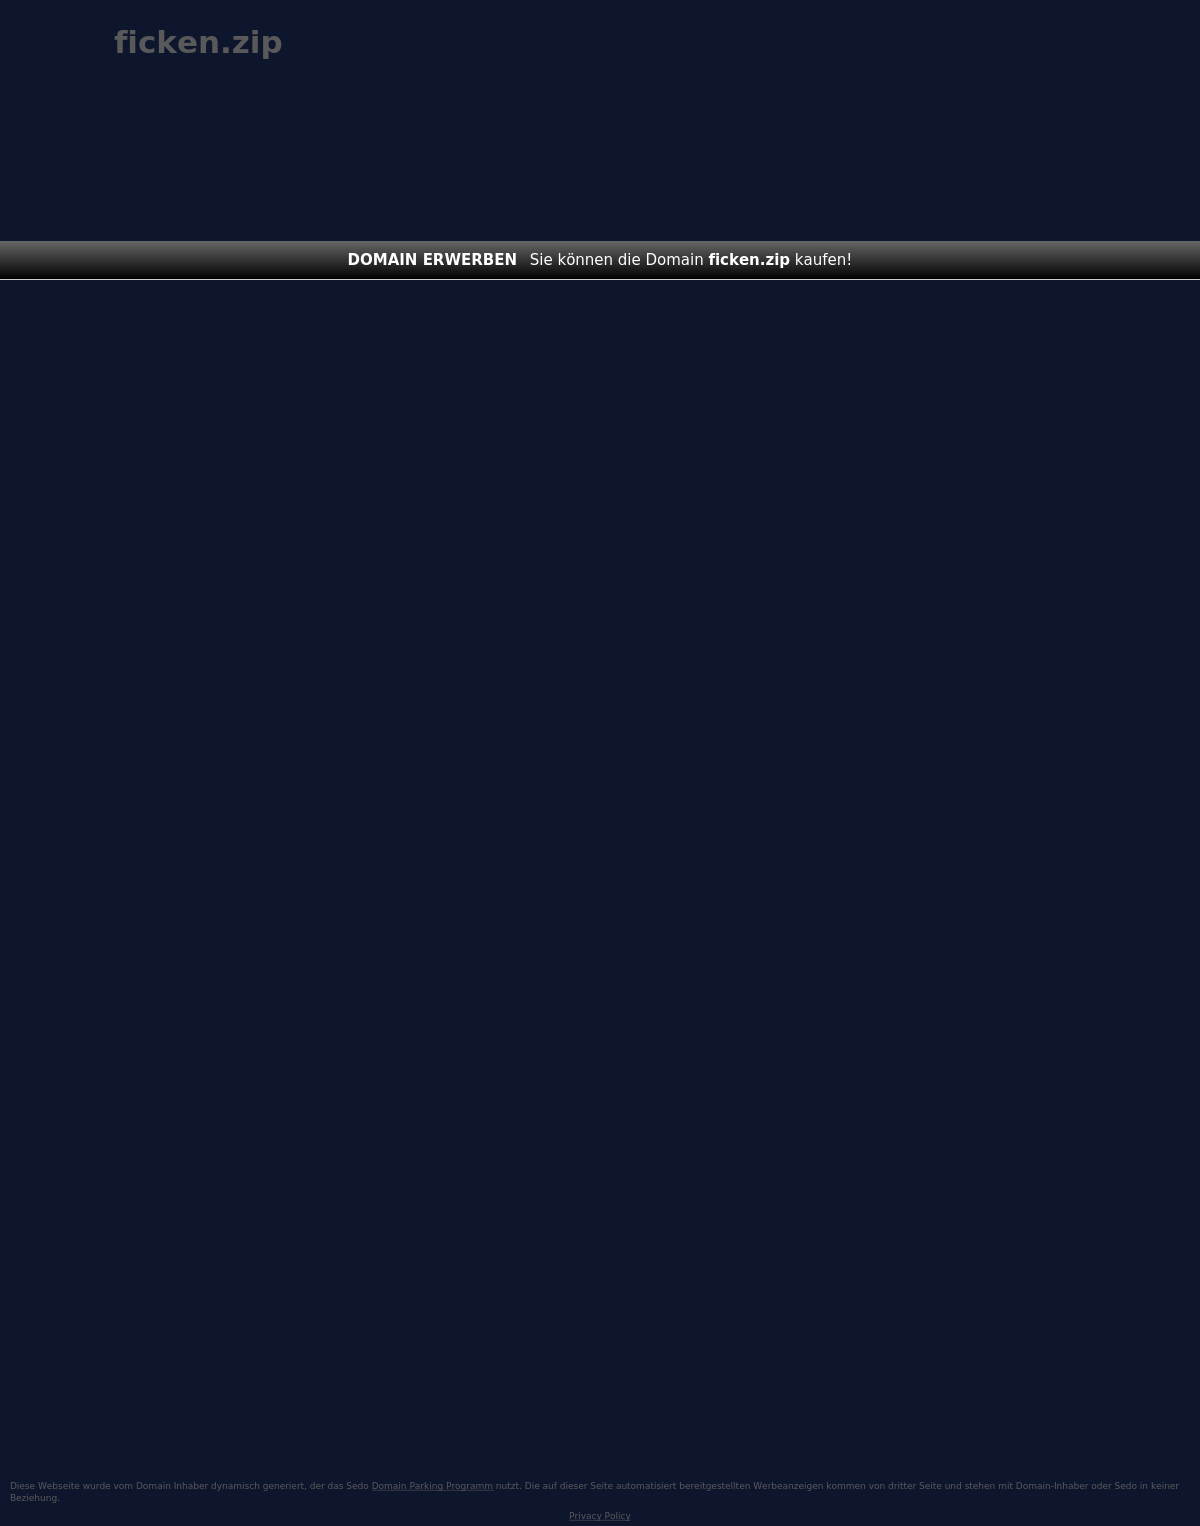 ficken.zip
DOMAIN ERWERBEN Sie können die Domain ficken.zip kaufen!
Diese Webseite wurde vom Domain Inhaber dynamisch generiert, der das Sedo Domain Parking Programm nutzt. Die auf dieser Seite automatisiert bereitgestellten Werbeanzeigen kommen von dritter Seite und stehen mit Domain-Inhaber oder Sedo in keiner
Beziehung.
Privacy Policy